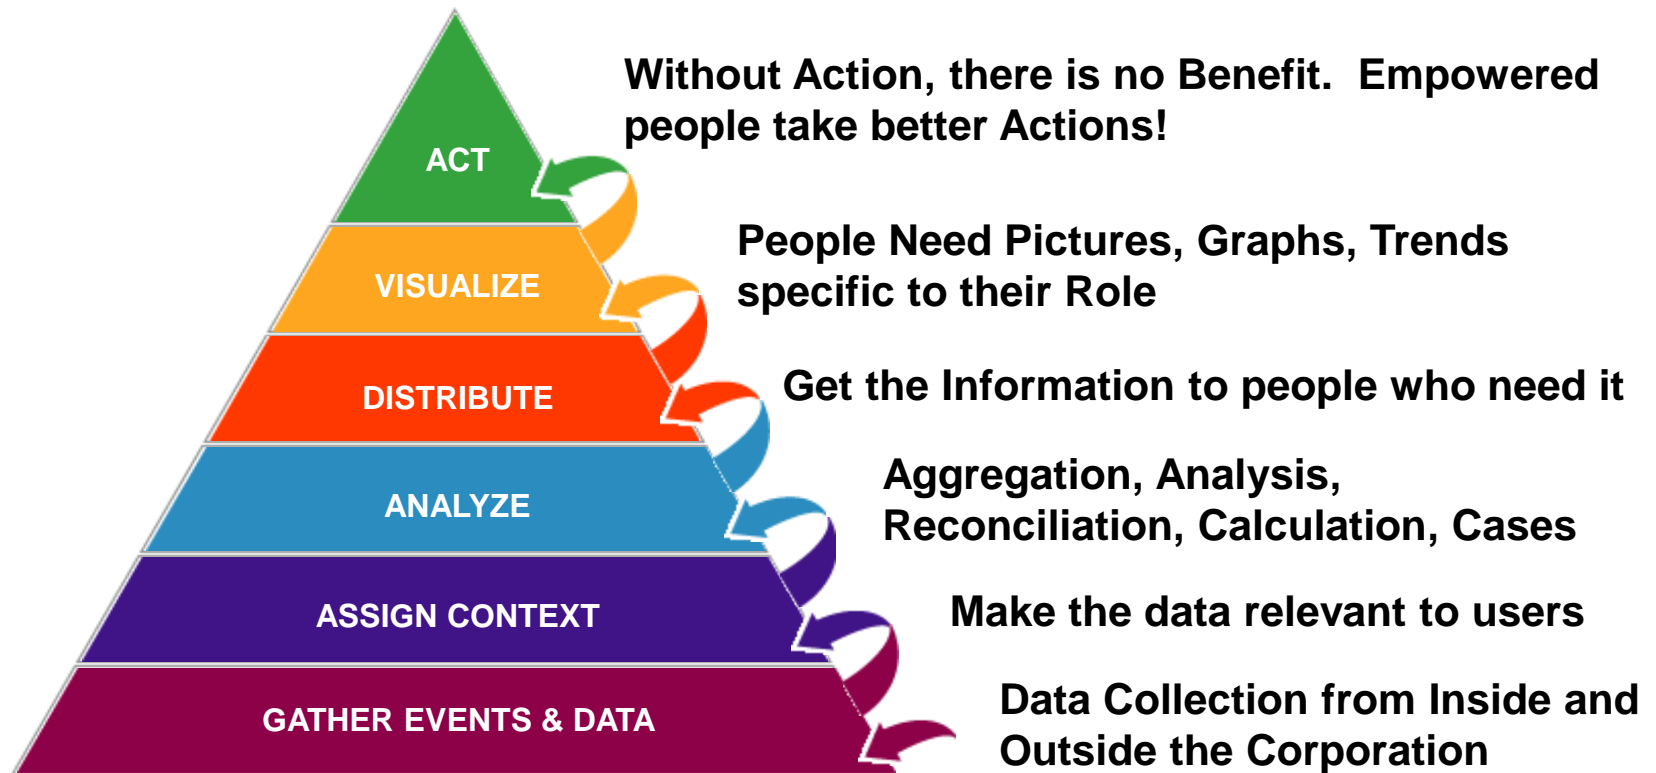 Without Action, there is no Benefit.  Empowered
people take better Actions!
ACT
People Need Pictures, Graphs, Trends
specific to their Role
VISUALIZE
Get the Information to people who need it
DISTRIBUTE
Aggregation, Analysis,
Reconciliation, Calculation, Cases
ANALYZE
Make the data relevant to users
ASSIGN CONTEXT
Data Collection from Inside and
Outside the Corporation
GATHER EVENTS & DATA